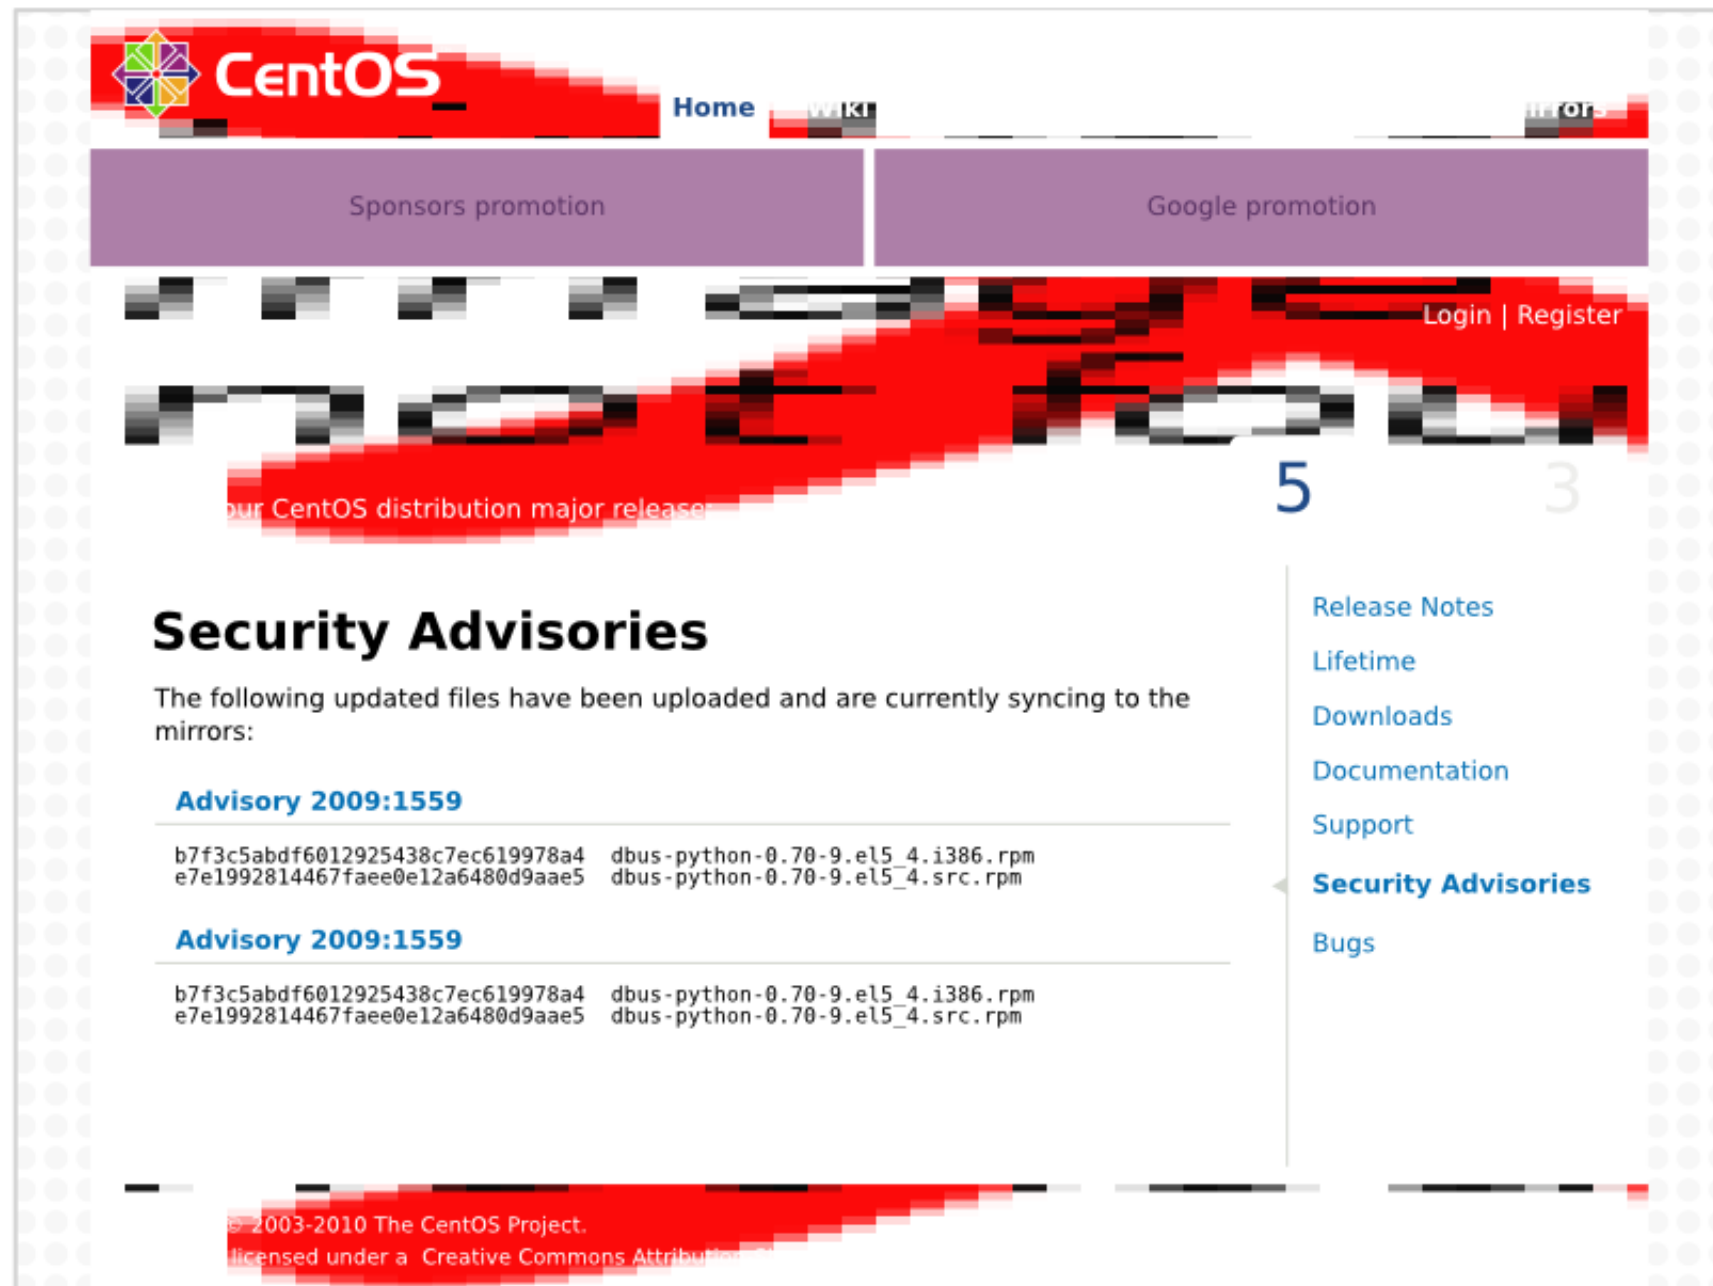 CentOS
Home Wiki
Sponsors promotion Google promotion
Login | Register
CentOS distribution major release:
5 3
Security Advisories
The following updated files have been uploaded and are currently syncing to the
mirrors:
Advisory 2009:1559
b7f3c5abdf6012925438c7ec619978a4 dbus-python-0.70-9.el5_4.i386.rpm
e7e1992814467faee0e12a6480d9aae5 dbus-python-0.70-9.el5_4.src.rpm
Advisory 2009:1559
b7f3c5abdf6012925438c7ec619978a4 dbus-python-0.70-9.el5_4.i386.rpm
e7e1992814467faee0e12a6480d9aae5 dbus-python-0.70-9.el5_4.src.rpm
Release Notes
Lifetime
Downloads
Documentation
Support
Security Advisories
Bugs
© 2003-2010 The CentOS Project.
licensed under a Creative Commons